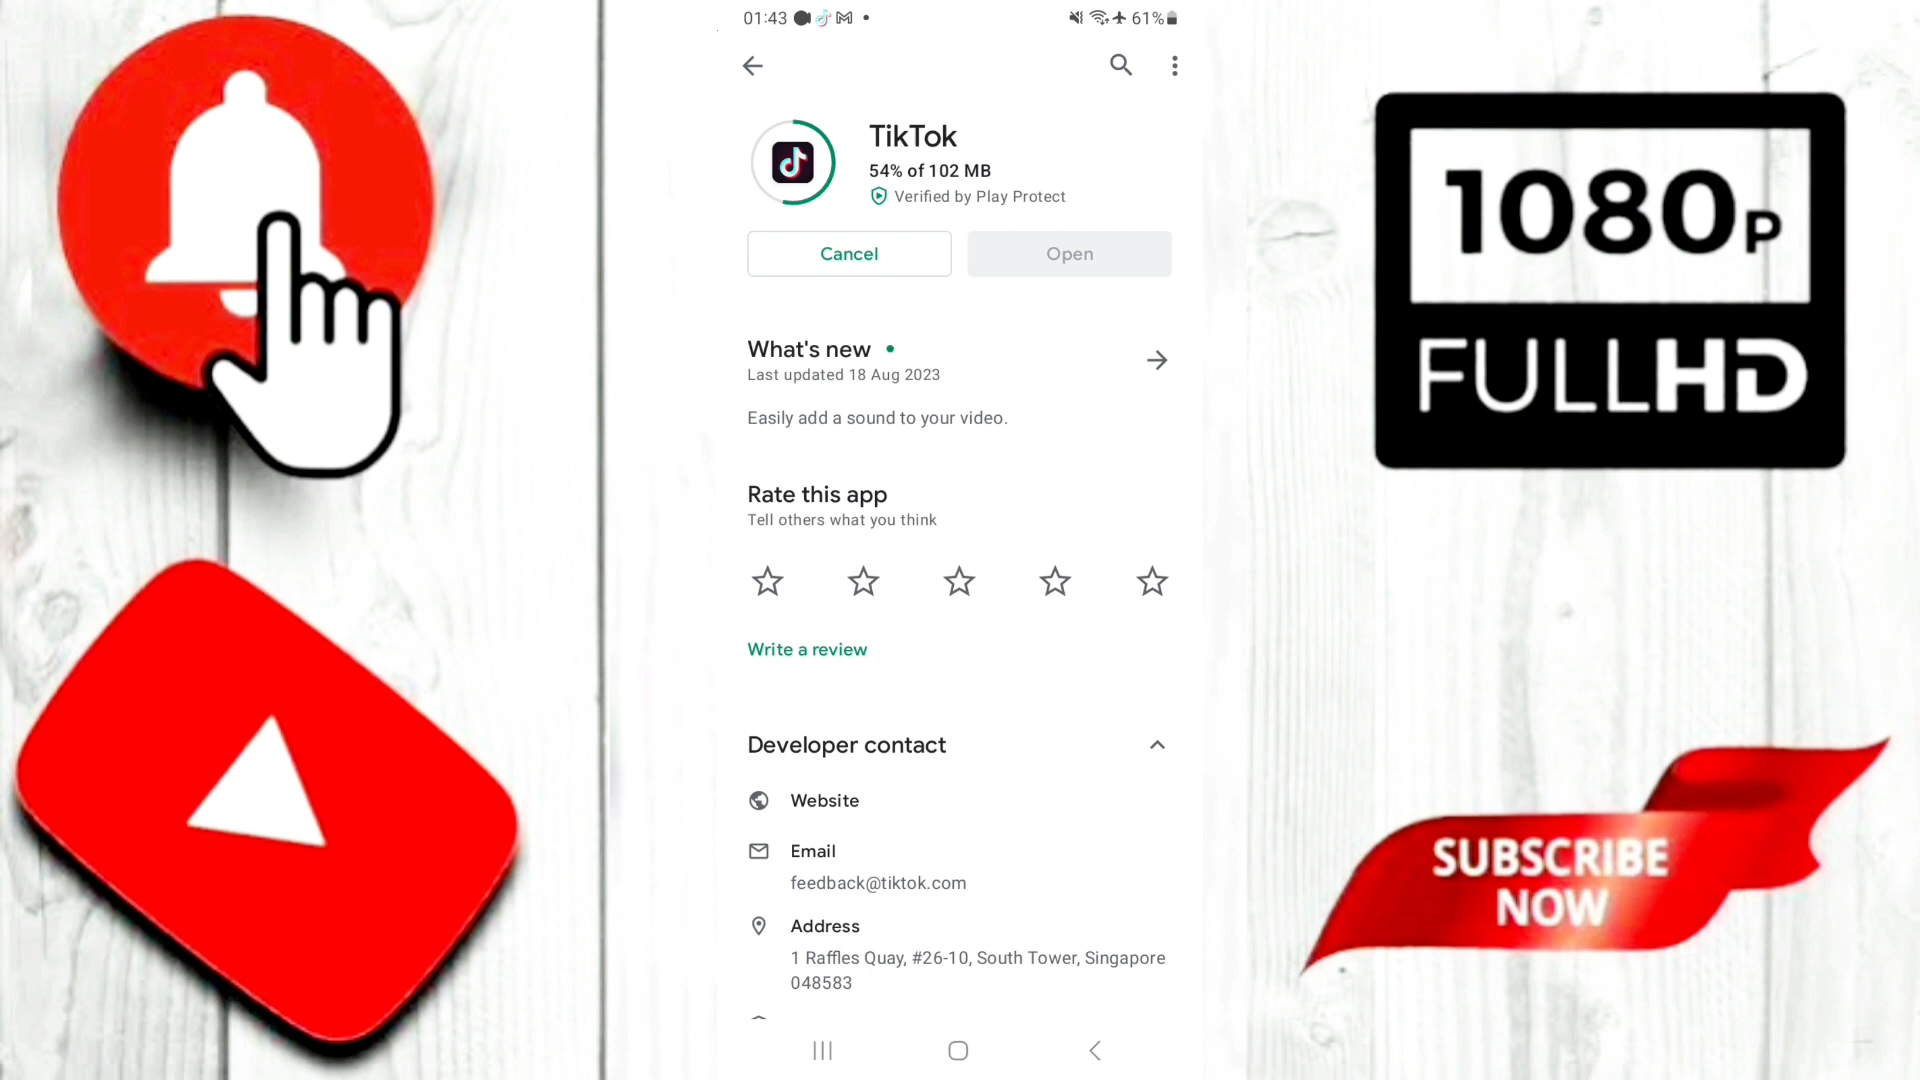 01:43
61%
TikTok
54% of 102 MB
Verified by Play Protect
Cancel
Open
What's new
Last updated 18 Aug 2023
Easily add a sound to your video.
Rate this app
Tell others what you think
Write a review
Developer contact
Website
Email
feedback@tiktok.com
Address
1 Raffles Quay, #26-10, South Tower, Singapore
048583
1080P
FULLHD
SUBSCRIBE
NOW